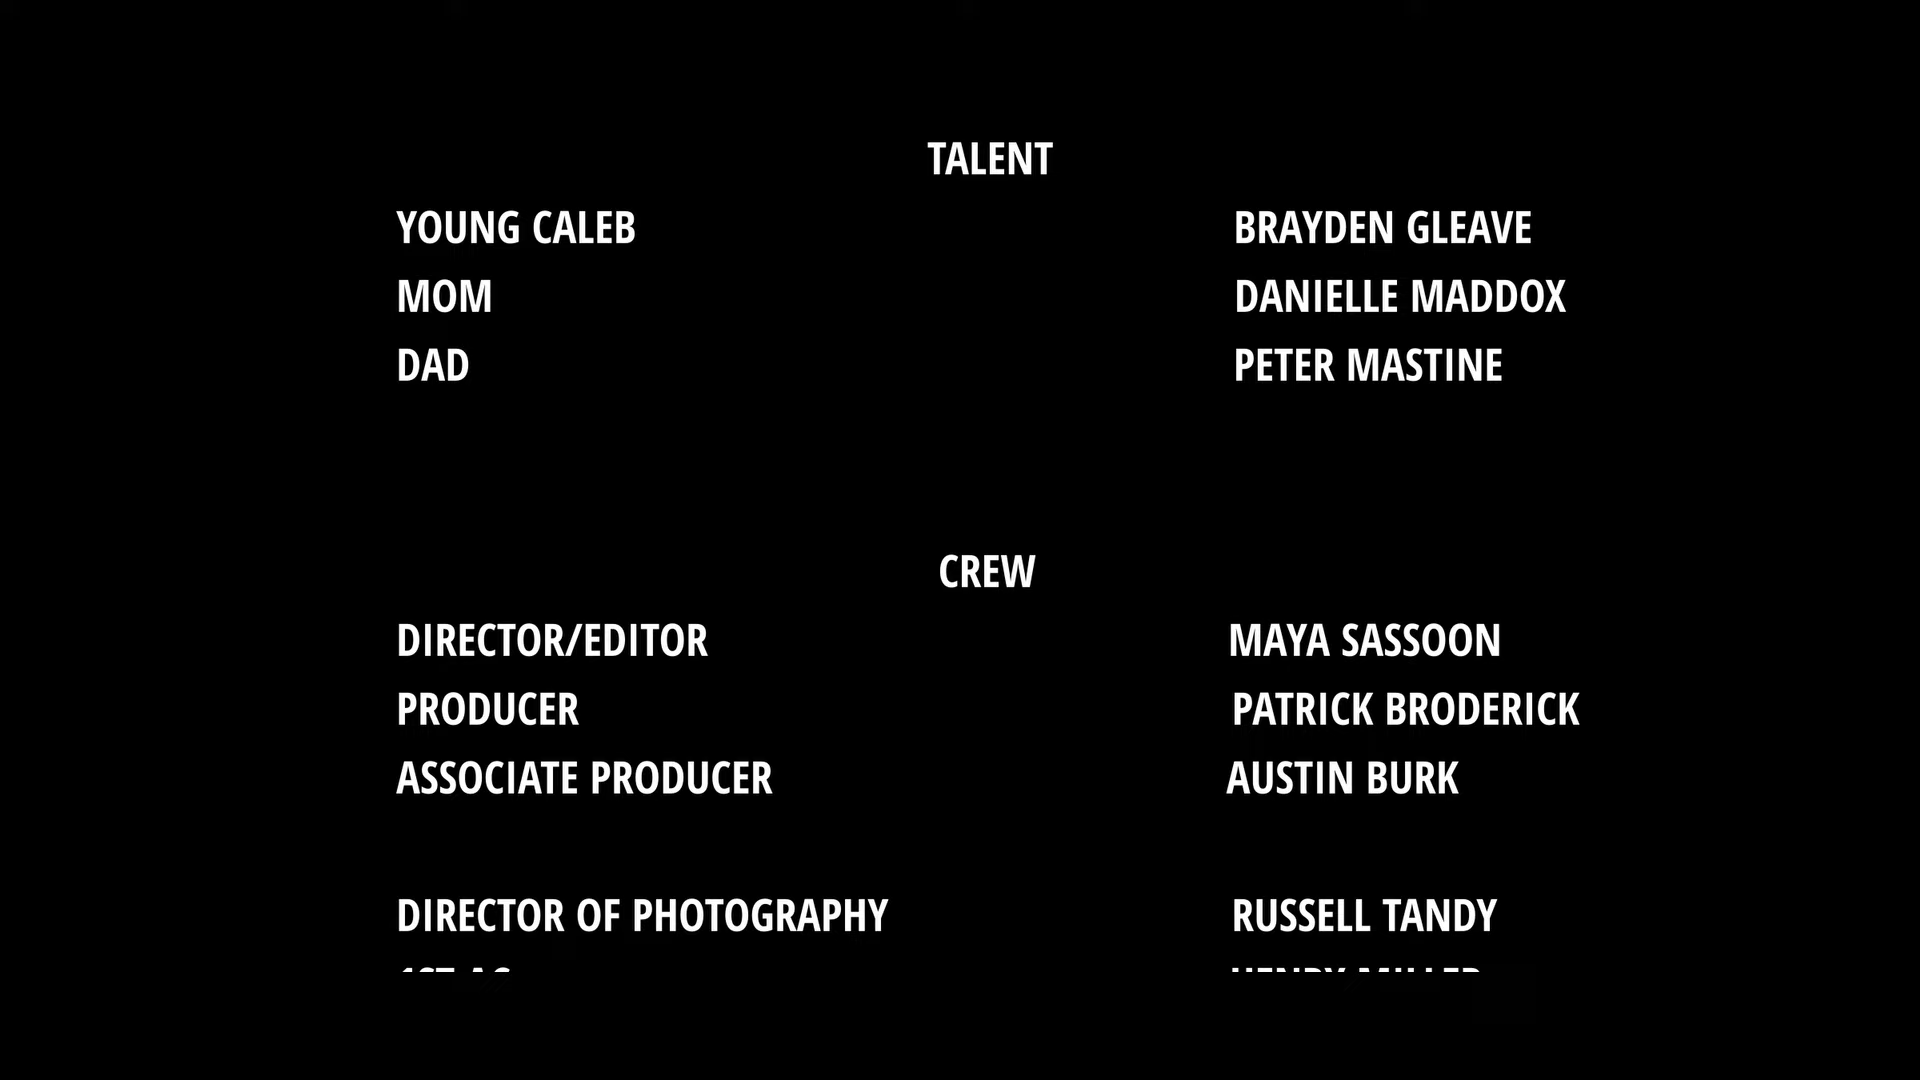 TALENT
YOUNG CALEB BRAYDEN GLEAVE
MOM DANIELLE MADDOX
DAD PETER MASTINE
CREW
DIRECTOR/EDITOR MAYA SASSOON
PRODUCER PATRICK BRODERICK
ASSOCIATE PRODUCER AUSTIN BURK
DIRECTOR OF PHOTOGRAPHY RUSSELL TANDY